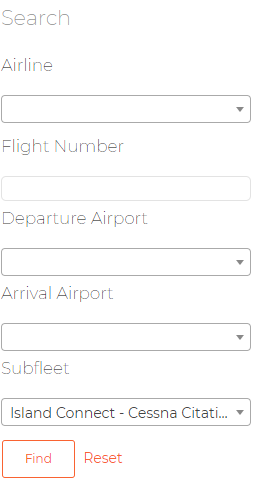 Search
Airline
Flight Number
Departure Airport
Arrival Airport
Subfleet
Island Connect - Cessna Citati...
Find Reset